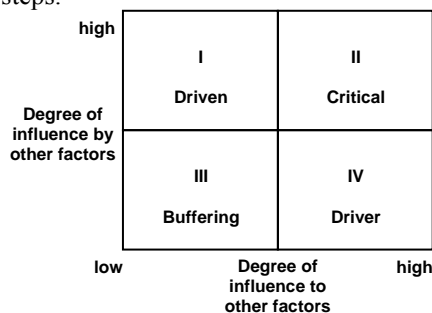 steps.
high
I
II
Driven
Critical
Degree of
influence by
other factors
III
IV
Buffering
Driver
low
Degree of
influence to
other factors
high